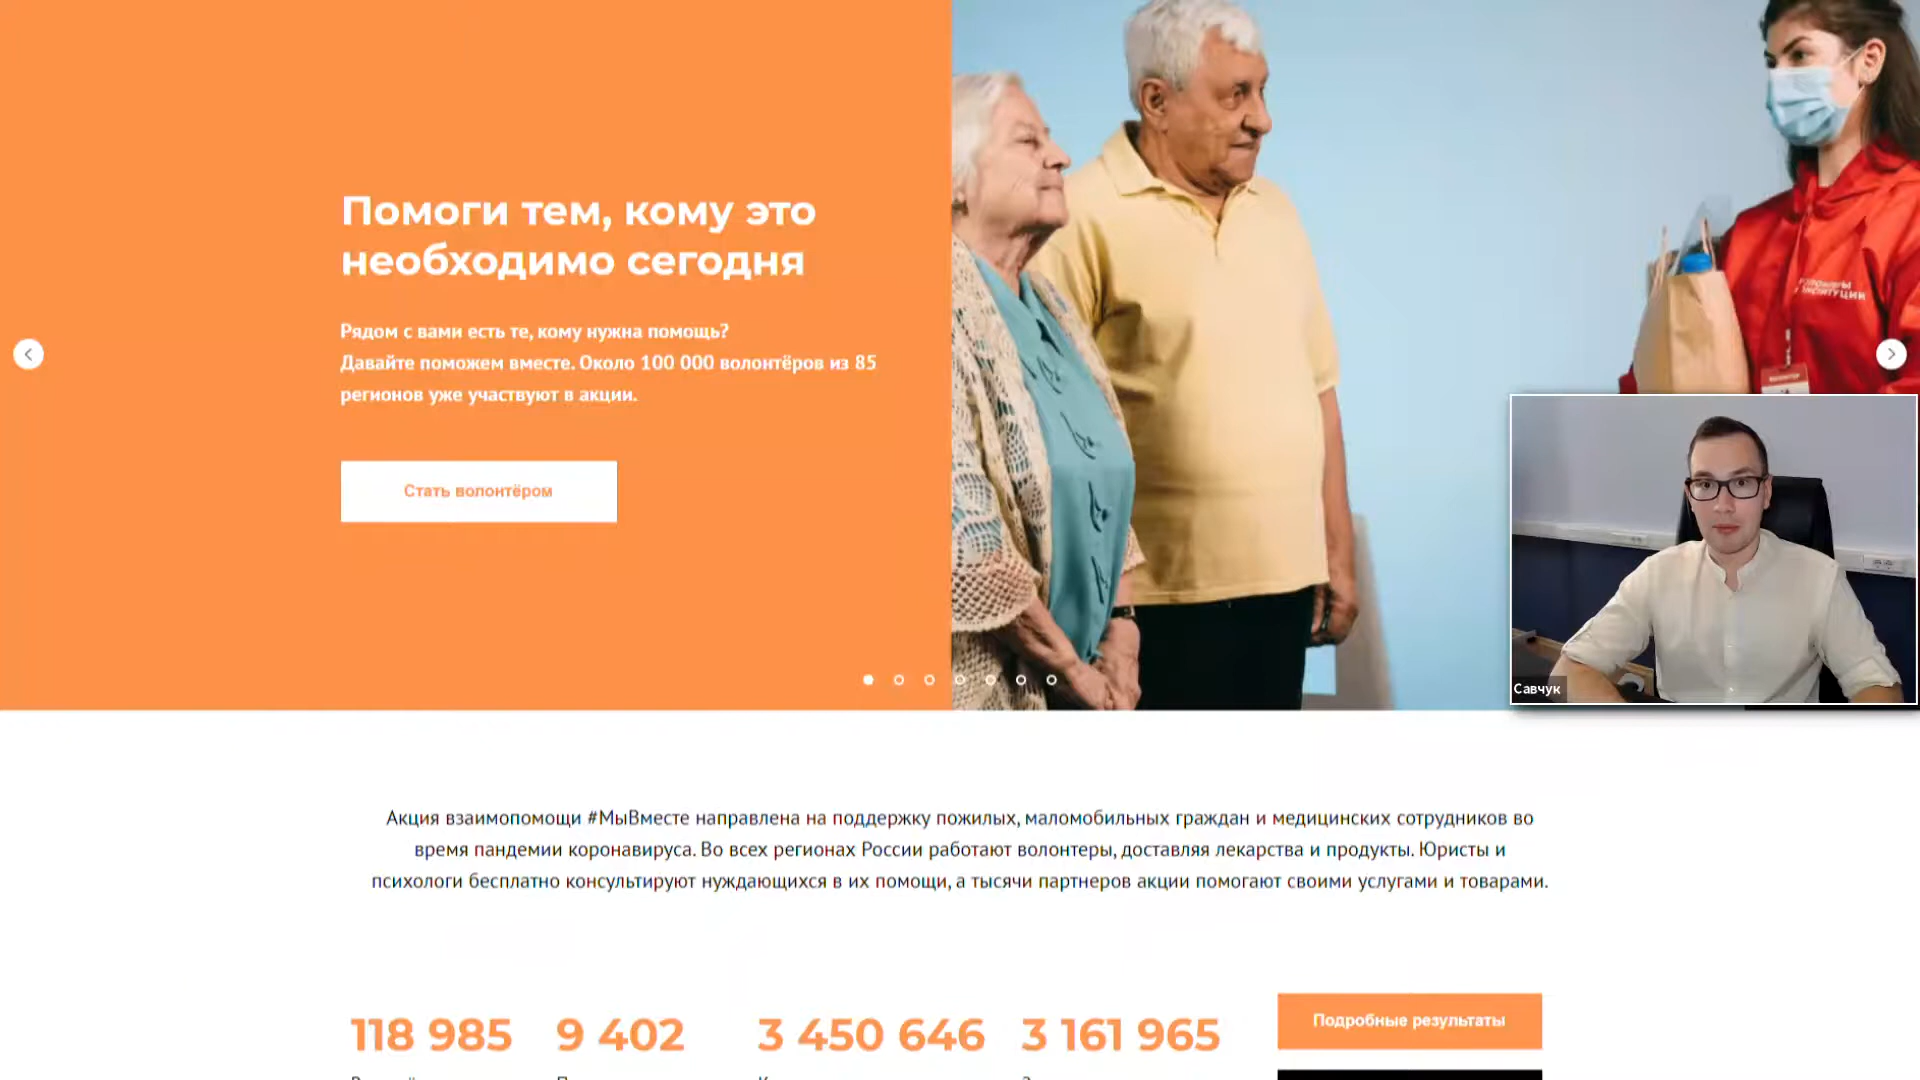 Помоги тем, кому это
необходимо сегодня
Рядом с вами есть те, кому нужна помощь?
Давайте поможем вместе. Около 100 000 волонтёров из 85
регионов уже участвуют в акции.
Стать волонтёром
Савчук
Акция взаимопомощи #МыВместе направлена на поддержку пожилых, маломобильных граждан и медицинских сотрудников во
время пандемии коронавируса. Во всех регионах России работают волонтеры, доставляя лекарства и продукты. Юристы и
психологи бесплатно консультируют нуждающихся в их помощи, а тысячи партнеров акции помогают своими услугами и товарами.
118 985 9 402 3 450 646 3 161 965
Подробные результаты